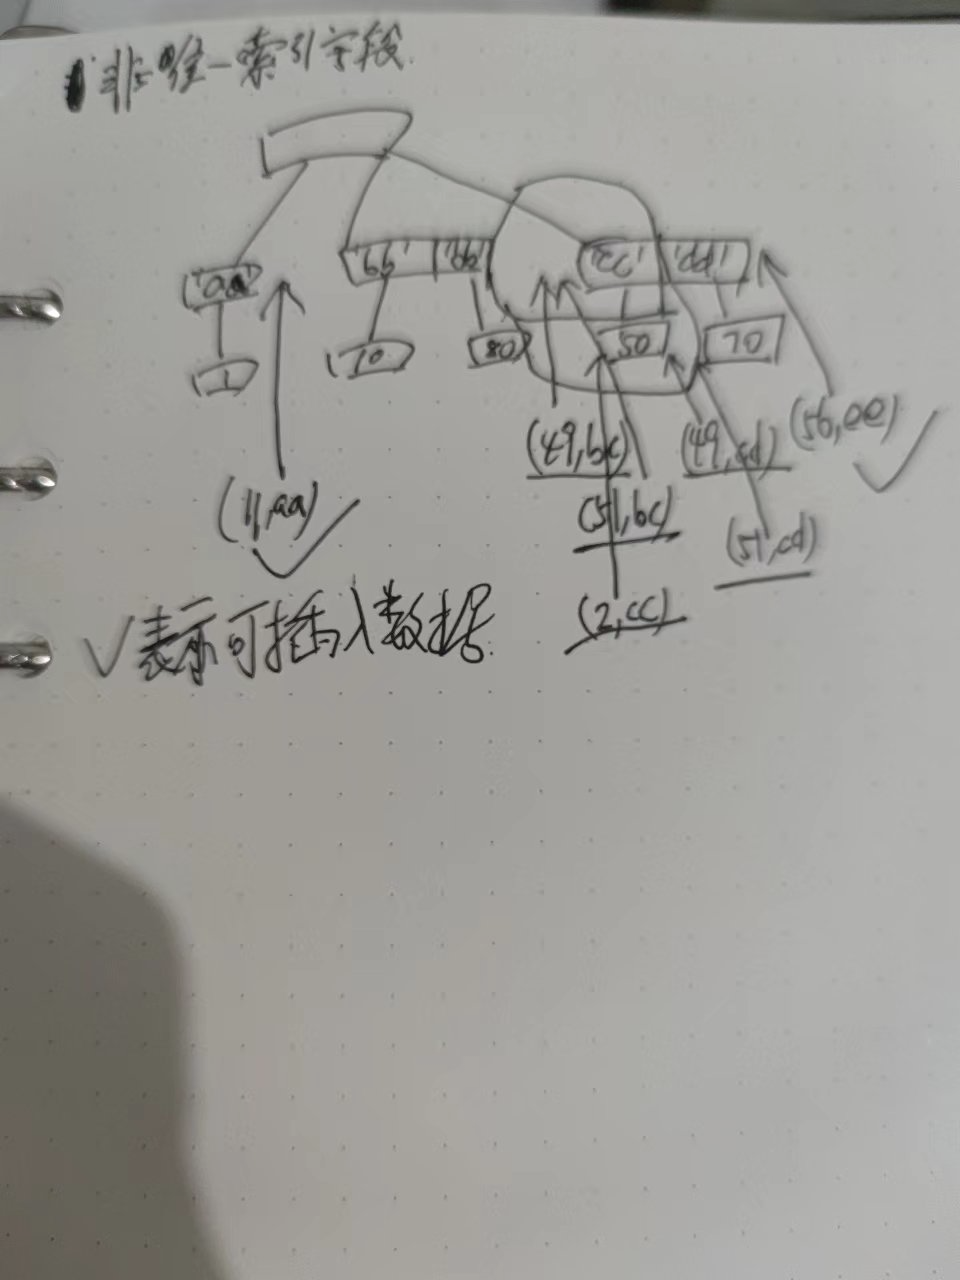 非唯一索引字段.
'aa' 'bb' 'bb' 'cc' 'dd'
1 10 80 50 70
(49,bc) (49,cd) (56,ee)
(11,aa) (51,bc) (51,cd)
(2,cc)
√表示可插入数据.